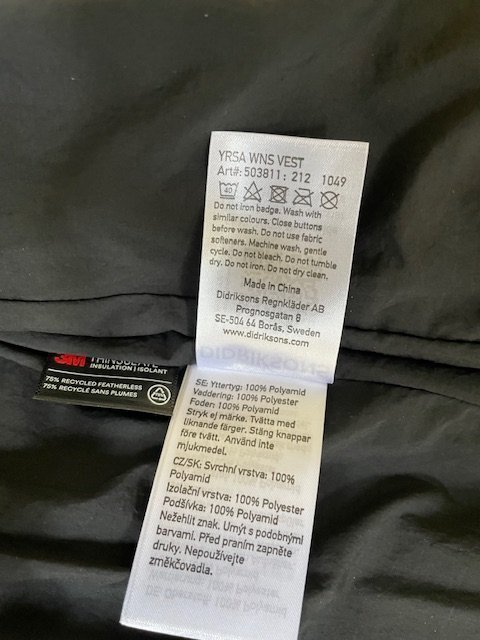 YRSA WNS VEST
Art#: 503811: 212 1049
40
Do not iron badge. Wash with
similar colours. Close buttons
before wash. Do not use fabric
softeners. Machine wash, gentle
cycle. Do not bleach. Do not tumble
dry. Do not iron. Do not dry clean.
Made in China
Didriksons Regnkläder AB
Prognosgatan 8
SE-504 64 Borås, Sweden
www.didriksons.com
3M THINSULATE
INSULATION | ISOLANT
75% RECYCLED FEATHERLESS
75% RECYCLÉ SANS PLUMES
75%
SE: Yttertyg: 100% Polyamid
Vaddering: 100% Polyester
Foder: 100% Polyamid
Stryk ej märke. Tvätta med
liknande färger. Stäng knappar
före tvätt. Använd inte
mjukmedel.
CZ/SK: Svrchní vrstva: 100%
Polyamid
Izolační vrstva: 100% Polyester
Podšívka: 100% Polyamid
Nežehlit znak. Umýt s podobnými
barvami. Před praním zapněte
druky. Nepoužívejte
změkčovadla.